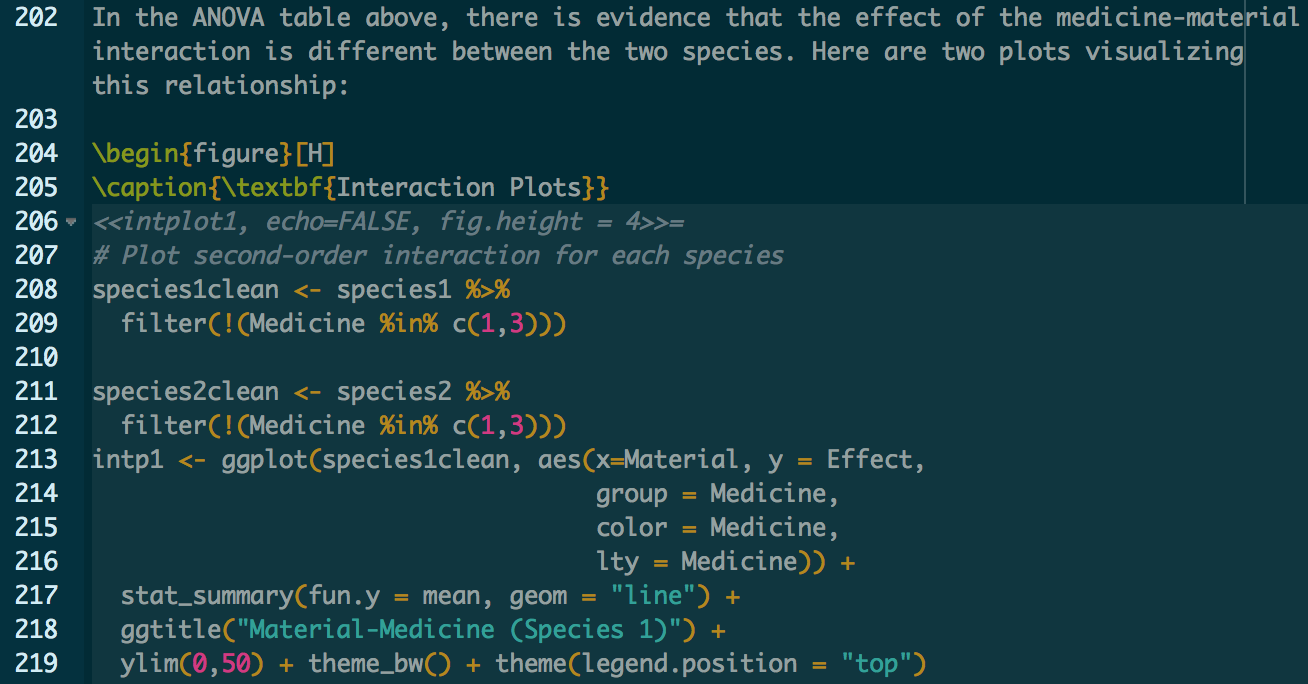 202 In the ANOVA table above, there is evidence that the effect of the medicine-material
interaction is different between the two species. Here are two plots visualizing
this relationship:
203
204 \begin{figure}[H]
205 \caption{\textbf{Interaction Plots}}
206 <<intplot1, echo=FALSE, fig.height = 4>>=
207 # Plot second-order interaction for each species
208 species1clean <- species1 %>%
209   filter(!(Medicine %in% c(1,3)))
210
211 species2clean <- species2 %>%
212   filter(!(Medicine %in% c(1,3)))
213 intp1 <- ggplot(species1clean, aes(x=Material, y = Effect,
214                                    group = Medicine,
215                                    color = Medicine,
216                                    lty = Medicine)) +
217   stat_summary(fun.y = mean, geom = "line") +
218   ggtitle("Material-Medicine (Species 1)") +
219   ylim(0,50) + theme_bw() + theme(legend.position = "top")